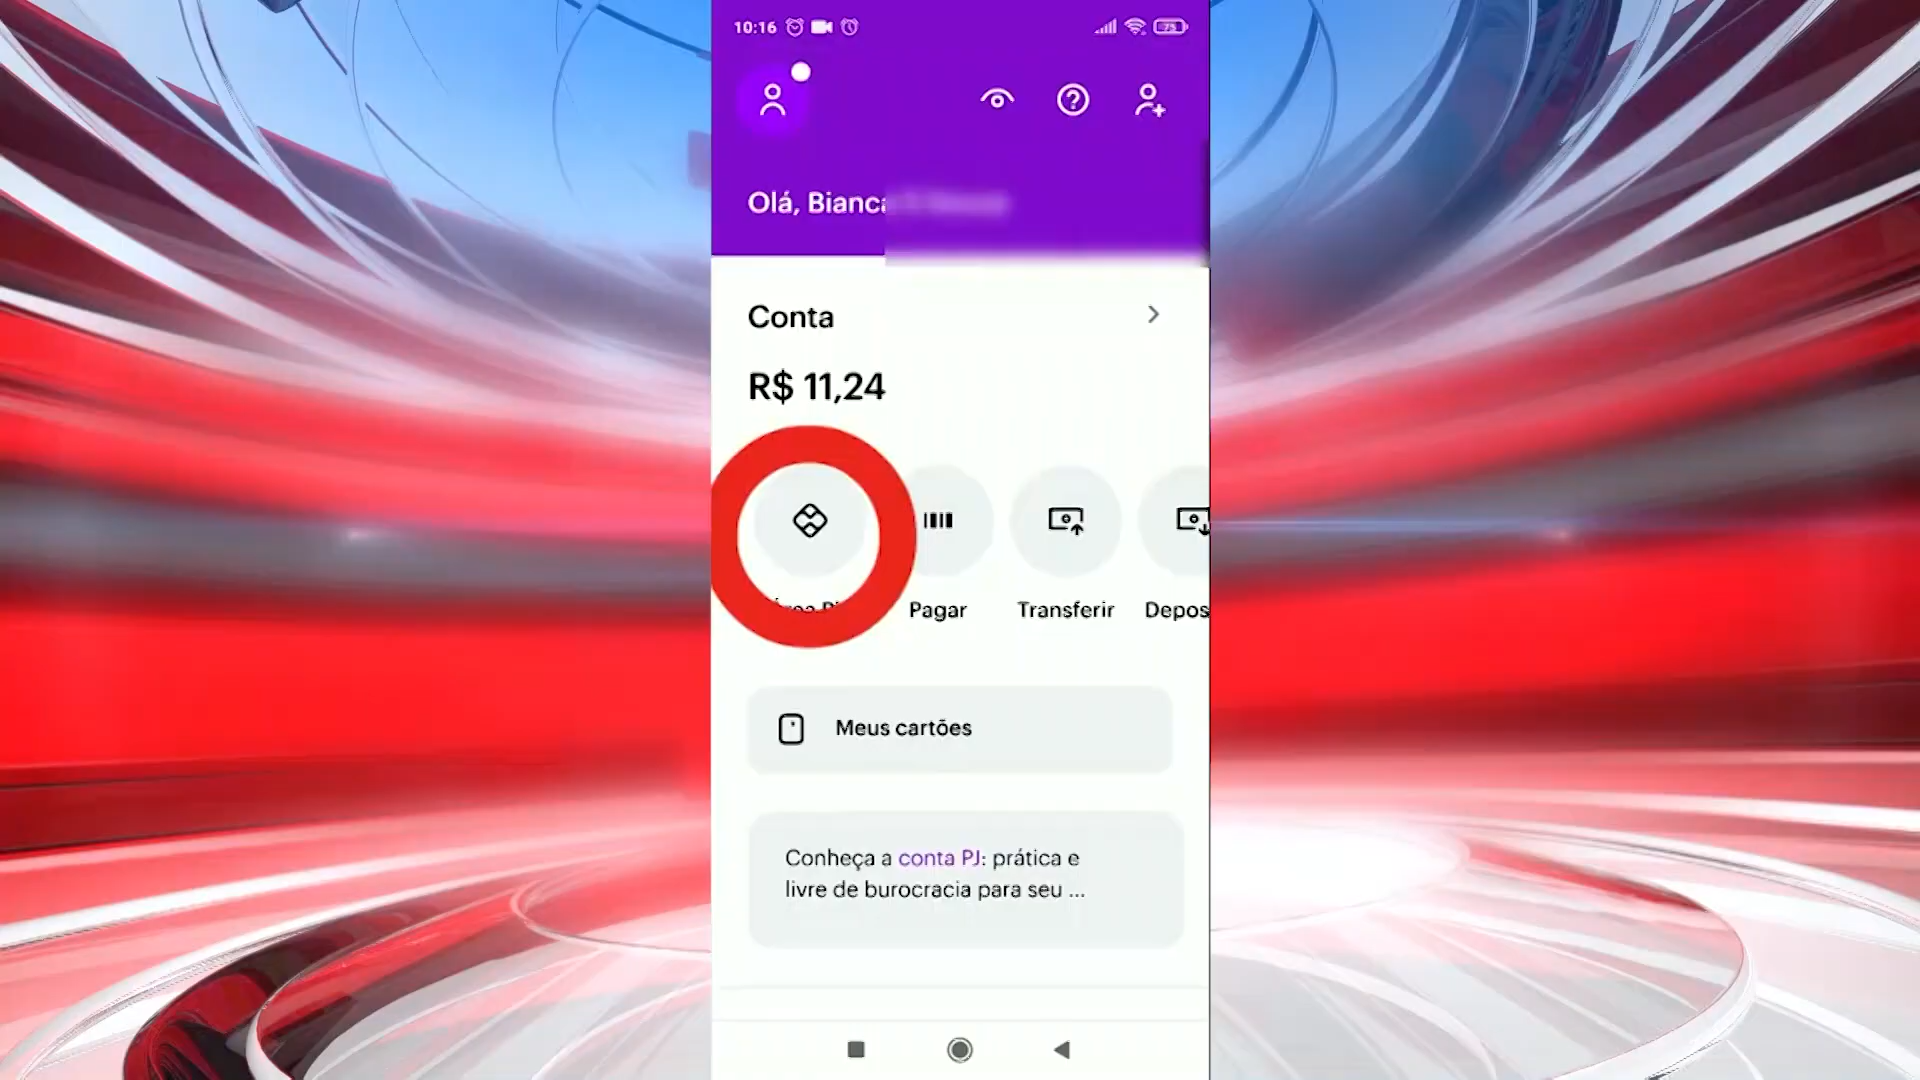 10:16
75
Olá, Bianca
Conta
R$ 11,24
Pagar
Transferir
Depos
Meus cartões
Conheça a conta PJ: prática e
livre de burocracia para seu ...